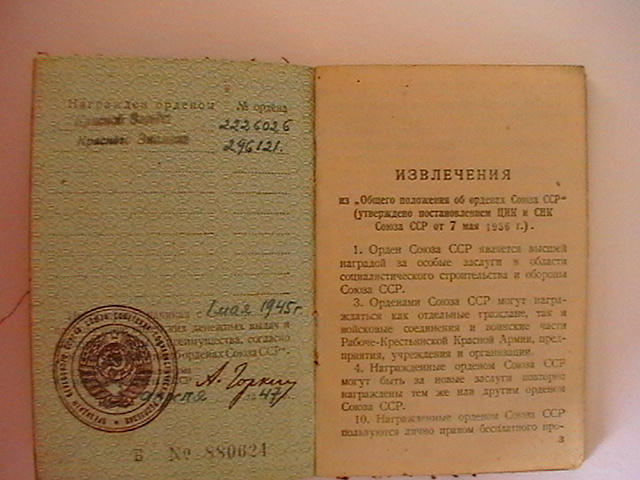 Награжден орденом № ордена
Красной Звезды 2226026
Красного Знамени 296121.
1 мая 1945 г
денежных выдач и
согласно
орденах Союза ССР".
А. Горкин
1947
Б № 880624
ИЗВЛЕЧЕНИЯ
из „Общего положения об орденах Союза ССР"
(утверждено постановлением ЦИК и СНК
Союза ССР от 7 мая 1936 г.).
1. Орден Союза ССР является высшей
наградой за особые заслуги в области
социалистического строительства и обороны
Союза ССР.
3. Орденами Союза ССР могут награ-
ждаться как отдельные граждане, так и
войсковые соединения и воинские части
Рабоче-Крестьянской Красной Армии, пред-
приятия, учреждения и организации.
4. Награжденные орденом Союза ССР
могут быть за новые заслуги повторно
награждены тем же или другим орденом
Союза ССР.
10. Награжденные орденом Союза ССР
пользуются лично правом бесплатного про-
3